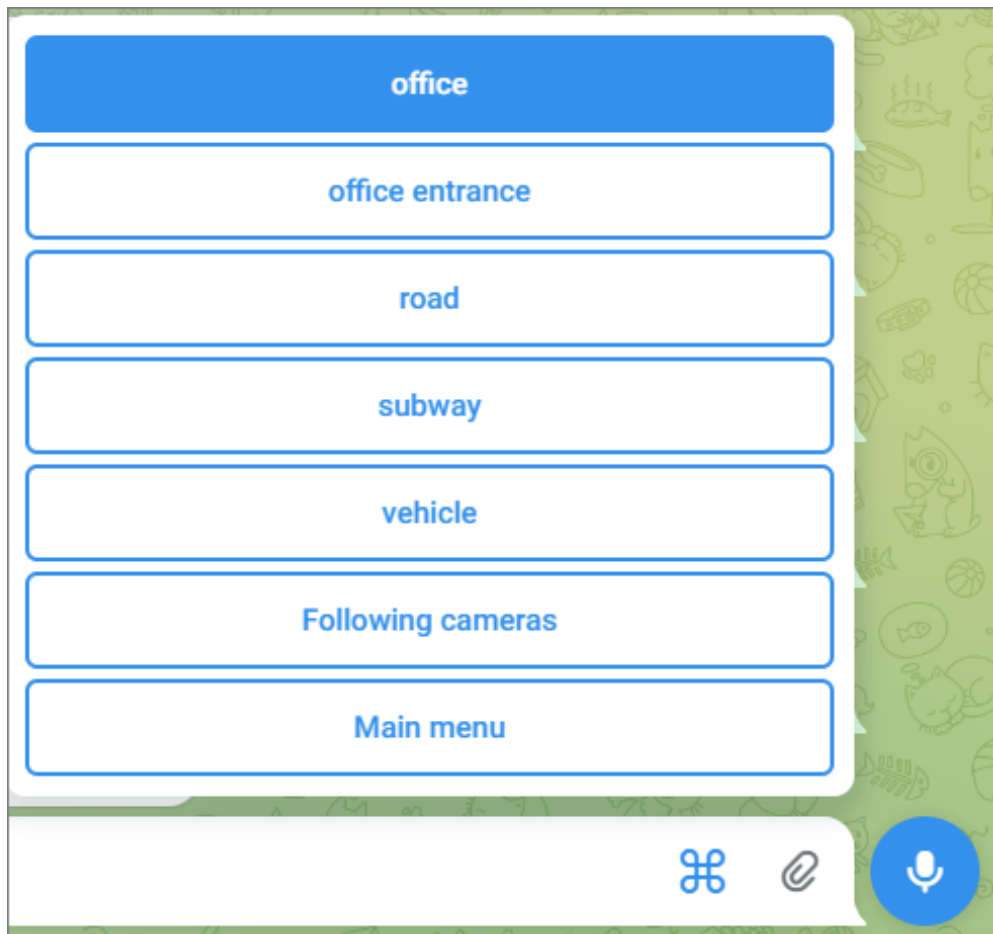 office
office entrance
road
subway
vehicle
Following cameras
Main menu